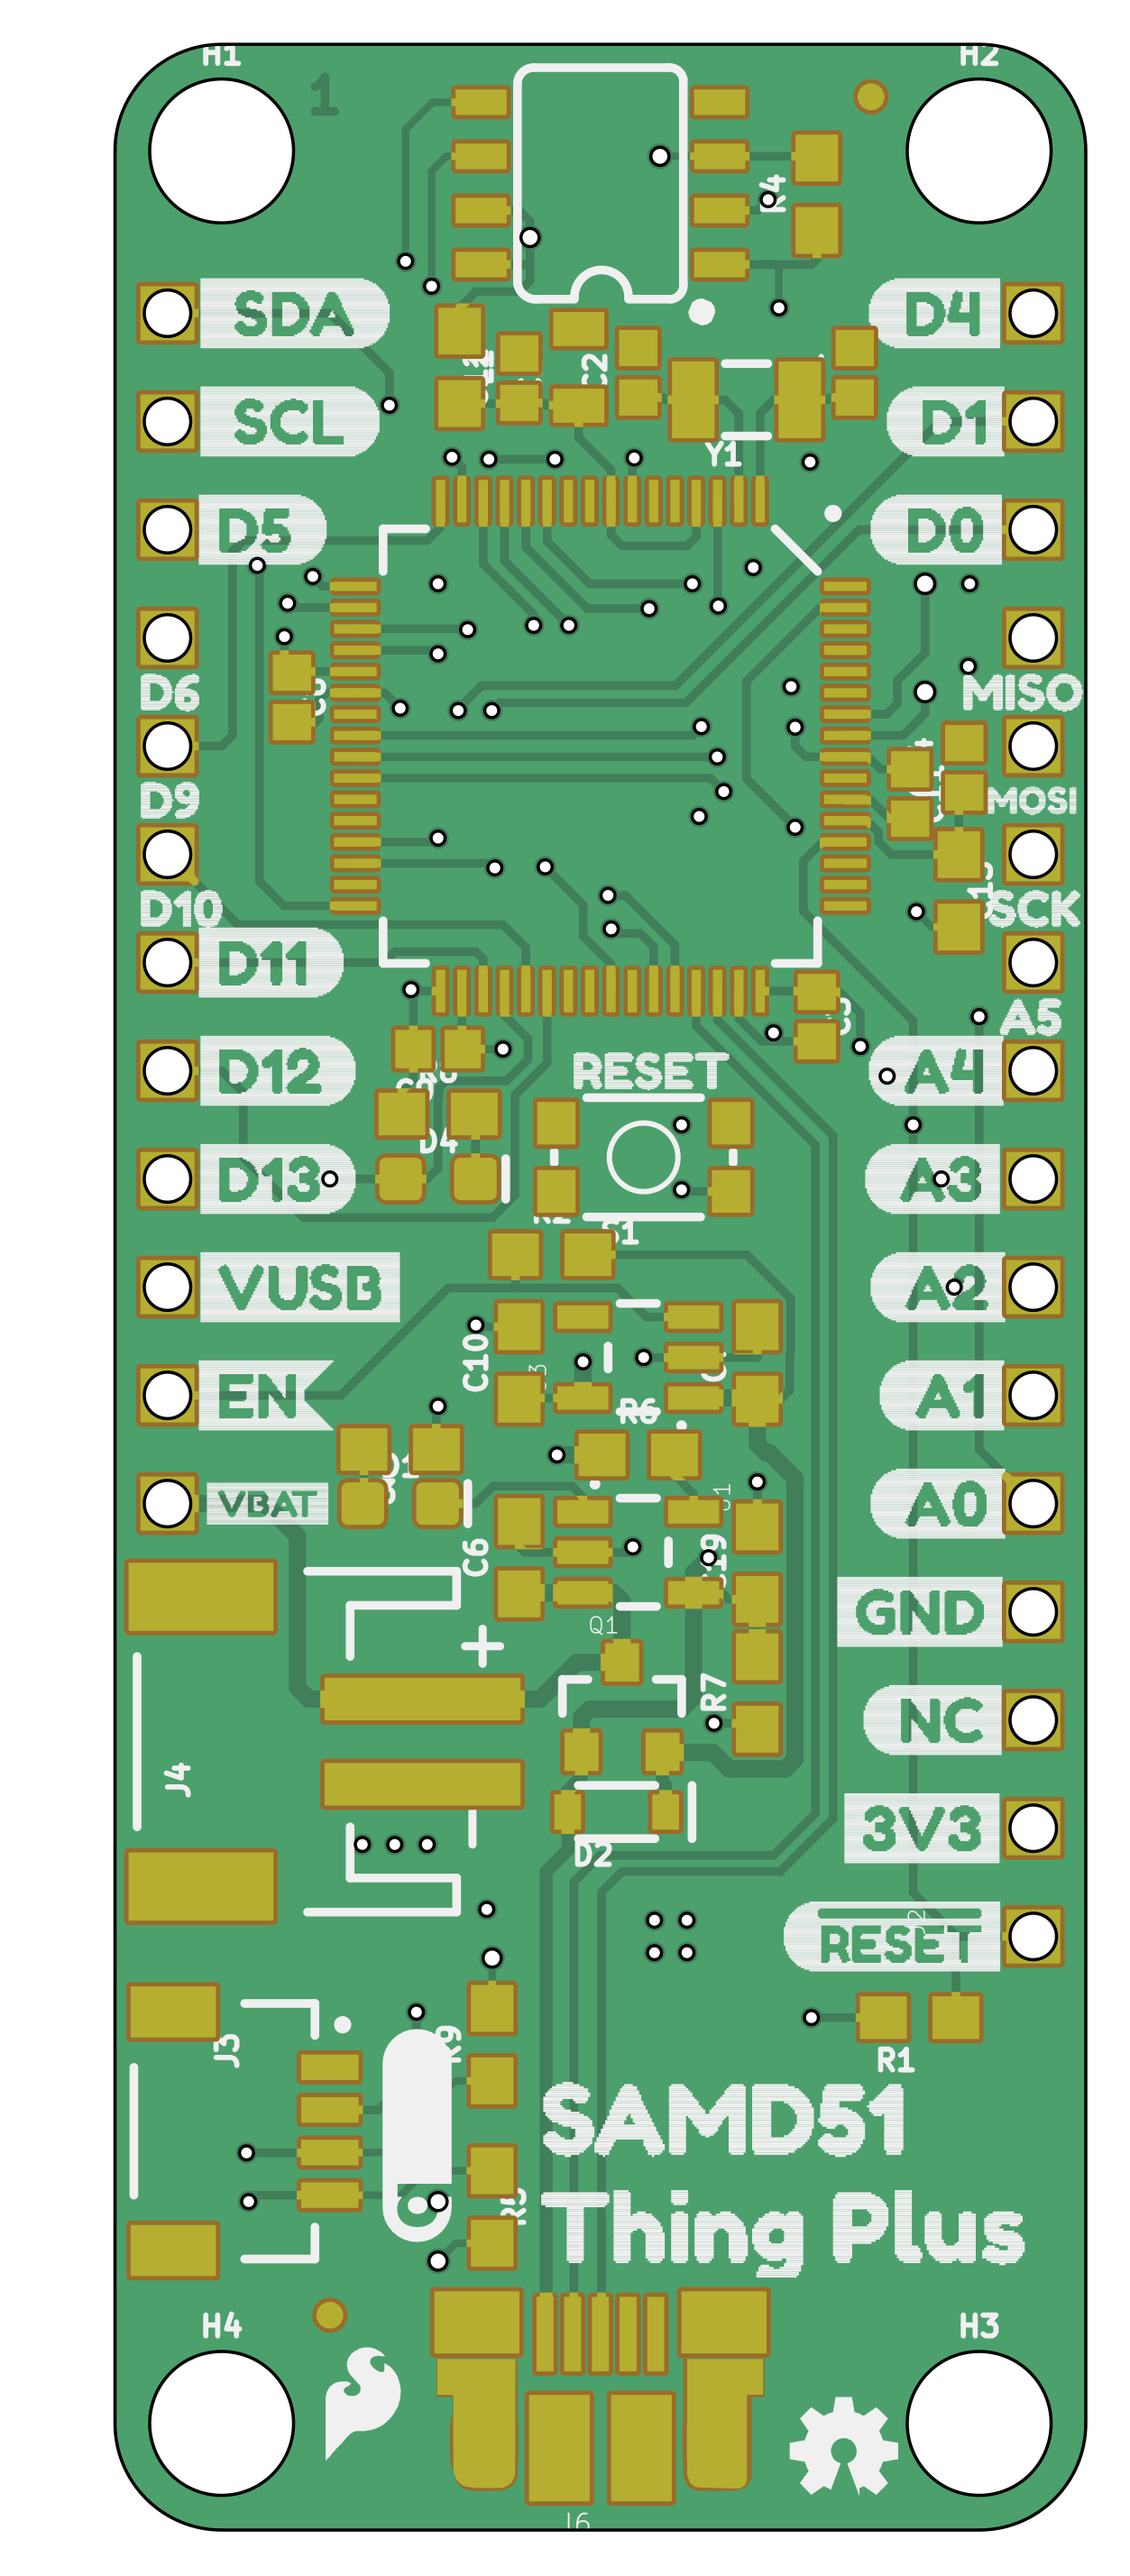 H1
H2
1
R4
SDA
D4
C2
SCL
D1
Y1
D5
D0
D6
MISO
D9
MOSI
D10
SCK
D11
A5
D12
RESET
A4
D4
D13
A3
S1
VUSB
A2
C10
EN
R6
A1
VBAT
A0
C6
GND
Q1
+
R7
NC
J4
3V3
D2
RESET
J3
R9
R1
SAMD51
Thing Plus
H4
H3
J6